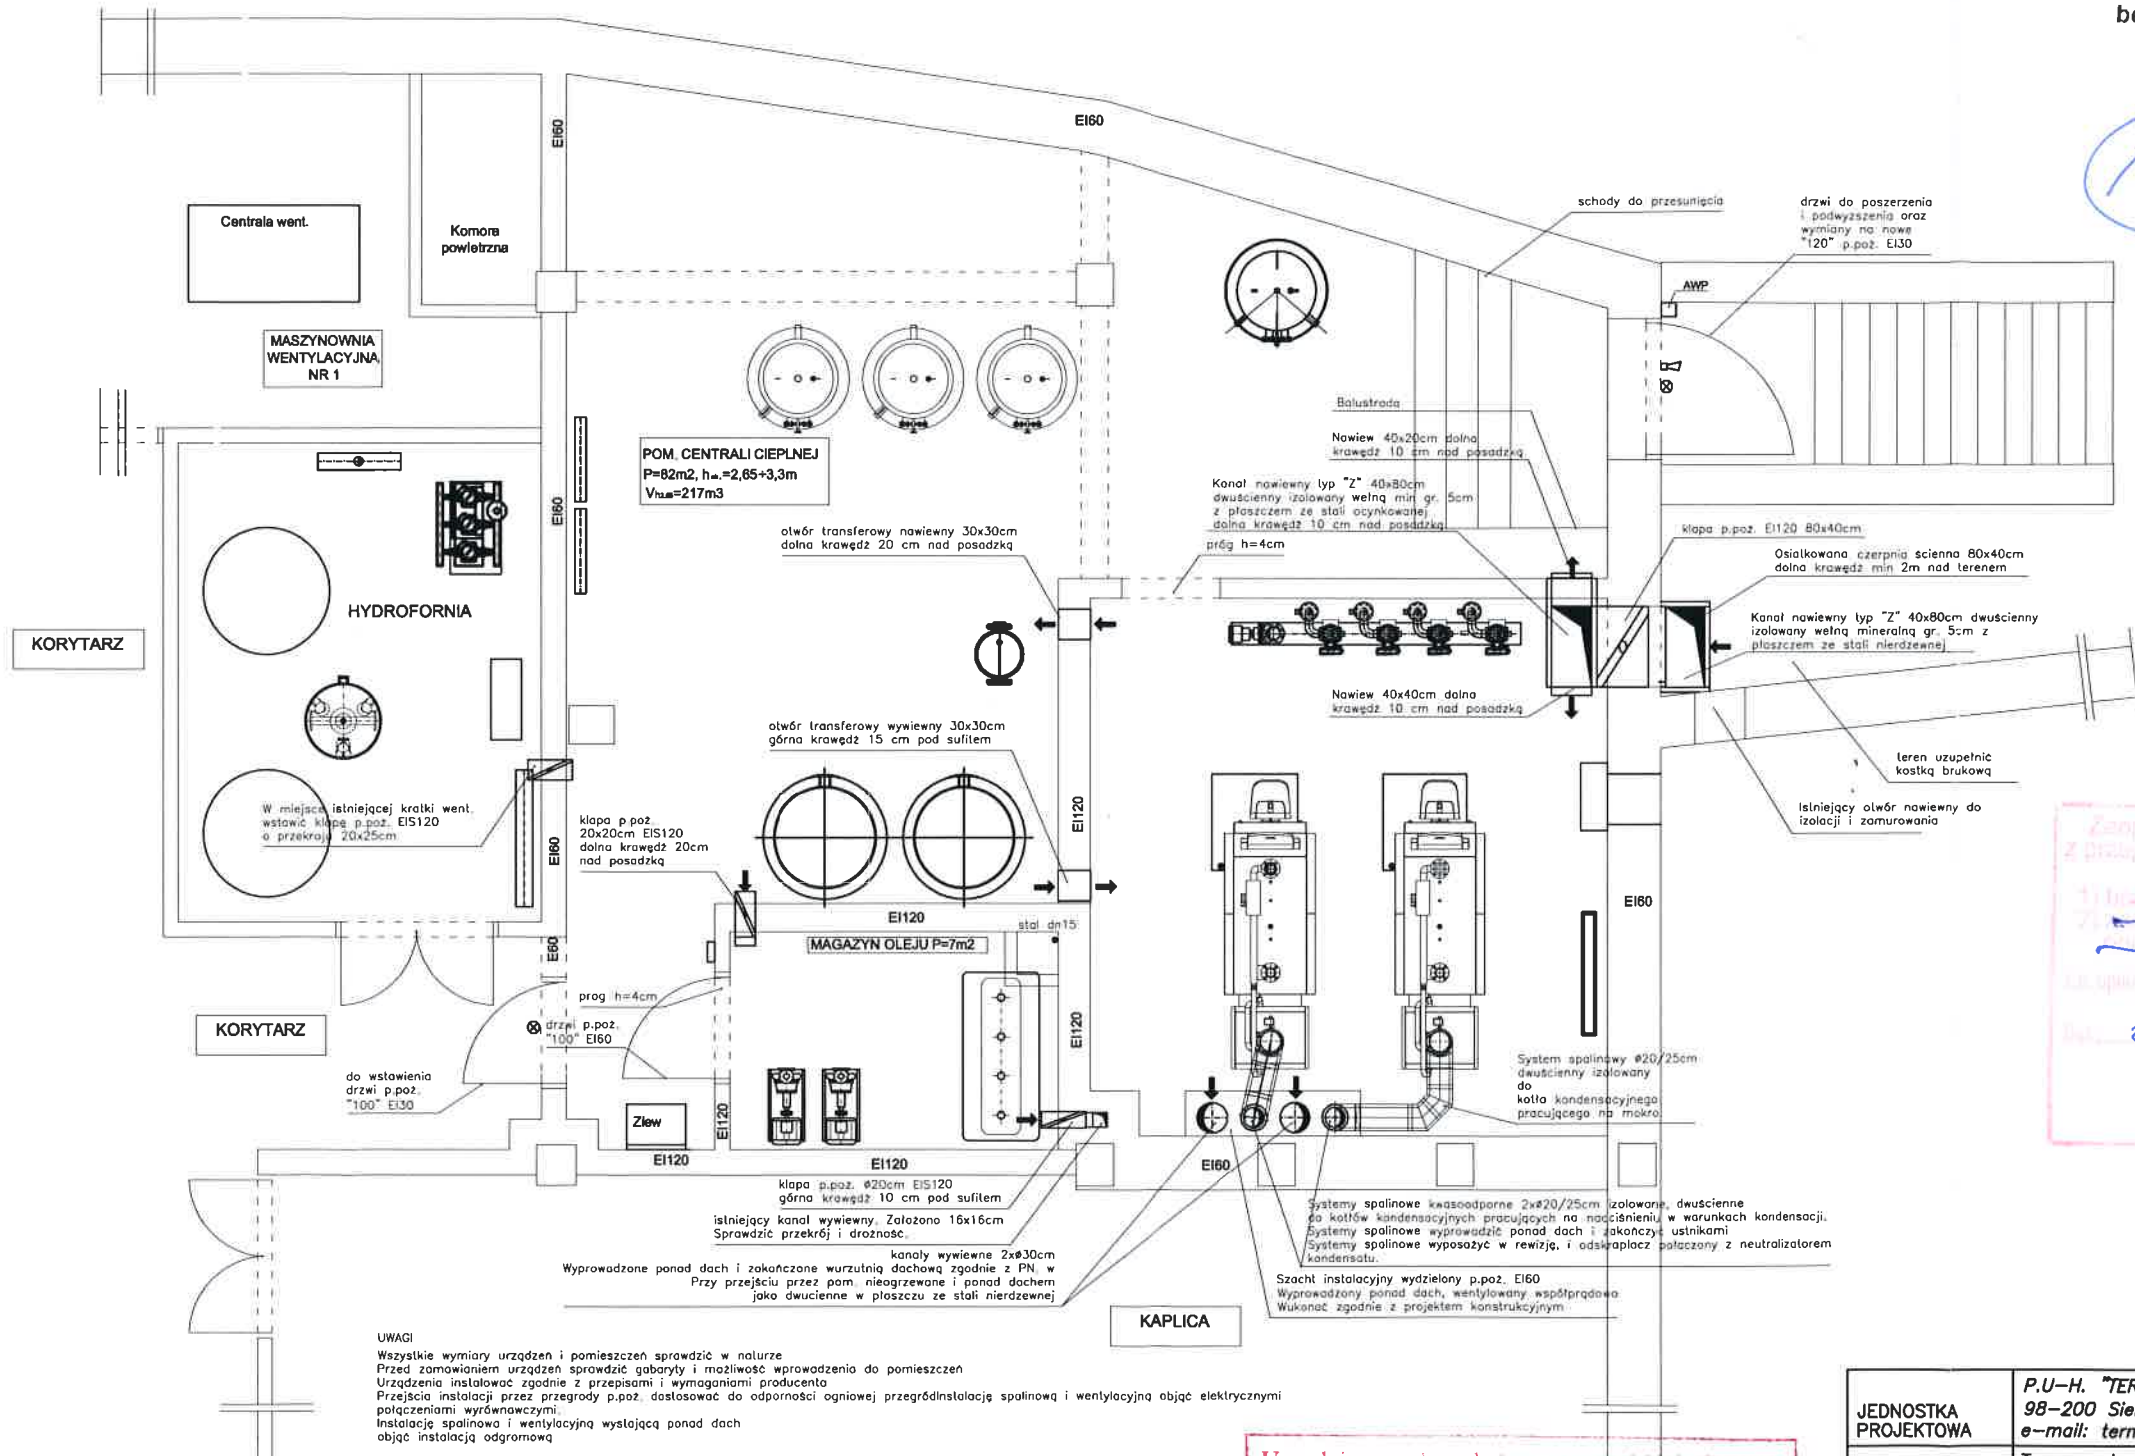 EI60
EI60
schody do przesunięcia
drzwi do poszerzenia
i podwyższenia oraz
wymiany na nowe
"120" p.poż. EI30
Centrala went.
Komora
powietrzna
AWP
MASZYNOWNIA
WENTYLACYJNA
NR 1
Balustrada
Nawiew 40x20cm dolna
krawędź 10 cm nad posadzką
POM. CENTRALI CIEPLNEJ
P=82m2, =2,65÷3,3m
=217m3
EI60
Kanał nawiewny typ "Z" 40x80cm
dwuścienny izolowany wełną min gr. 5cm
z płaszczem ze stali ocynkowanej
dolna krawędź 10 cm nad posadzką
otwór transferowy nawiewny 30x30cm
dolna krawędź 20 cm nad posadzką
próg h=4cm
klapa p.poż. EI120 80x40cm
Osiatkowana czerpnia ścienna 80x40cm
dolna krawędź min 2m nad terenem
HYDROFORNIA
KORYTARZ
Kanał nawiewny typ "Z" 40x80cm dwuścienny
izolowany wełną mineralną gr. 5cm z
płaszczem ze stali nierdzewnej
Nawiew 40x40cm dolna
krawędź 10 cm nad posadzką
otwór transferowy wywiewny 30x30cm
górna krawędź 15 cm pod sufitem
teren uzupełnić
kostką brukową
Istniejący otwór nawiewny do
izolacji i zamurowania
W miejsce istniejącej kratki went.
wstawić klapę p.poż. EIS120
o przekroju 20x25cm
klapa p.poż
20x20cm EIS120
dolna krawędź 20cm
nad posadzką
EI60
EI120
EI60
EI120
stal dn15
MAGAZYN OLEJU P=7m2
E60
prog h=4cm
KORYTARZ
drzwi p.poż.
"100" EI60
EI120
do wstawienia
drzwi p.poż.
"100" EI30
System spalinowy ø20/25cm
dwuścienny izolowany
do
kotła kondensacyjnego
pracującego na mokro
Zlew
EI120
EI120
EI120
EI60
klapa p.poż. ø20cm EIS120
górna krawędź 10 cm pod sufitem
istniejący kanał wywiewny. Założono 16x16cm
Sprawdzić przekrój i drożność.
Systemy spalinowe kwasoodporne 2xø20/25cm izolowane, dwuścienne
do kotłów kondensacyjnych pracujących na nadciśnieniu w warunkach kondensacji.
Systemy spalinowe wyprowadzić ponad dach i zakończyć ustnikami
Systemy spalinowe wyposażyć w rewizję, i odskraplacz połączony z neutralizatorem
kondensatu.
kanały wywiewne 2xø30cm
Wyprowadzone ponad dach i zakończane wurzutnią dachową zgodnie z PN. w
Przy przejściu przez pom. nieogrzewane i ponad dachem
jako dwucienne w płaszczu ze stali nierdzewnej
Szacht instalacyjny wydzielony p.poż. EI60
Wyprowadzony ponad dach, wentylowany współprądowo
Wukonać zgodnie z projektem konstrukcyjnym
KAPLICA
UWAGI
Wszystkie wymiary urządzeń i pomieszczeń sprawdzić w naturze
Przed zamawianiem urządzeń sprawdzić gabaryty i możliwość wprowadzenia do pomieszczeń
Urządzenia instalować zgodnie z przepisami i wymaganiami producenta
Przejścia instalacji przez przegrody p.poż. dostosować do odporności ogniowej przegródInstalację spalinową i wentylacyjną objąć elektrycznymi
połączeniami wyrównawczymi.
Instalację spalinowa i wentylacyjną wystającą ponad dach
objąć instalacją odgromową
JEDNOSTKA
PROJEKTOWA
P.U-H. "TER
98-200 Sie
e-mail: term